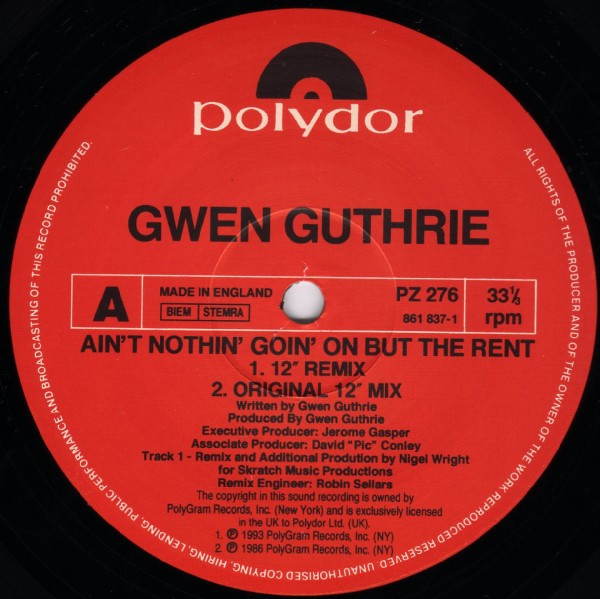 polydor
GWEN GUTHRIE
A
MADE IN ENGLAND
BIEM STEMRA
PZ 276
861 837-1
33⅓
rpm
AIN'T NOTHIN' GOIN' ON BUT THE RENT
1. 12" REMIX
2. ORIGINAL 12" MIX
Written by Gwen Guthrie
Produced By Gwen Guthrie
Executive Producer: Jerome Gasper
Associate Producer: David "Pic" Conley
Track 1 - Remix and Additional Prodution by Nigel Wright
for Skratch Music Productions
Remix Engineer: Robin Sellars
The copyright in this sound recording is owned by
PolyGram Records, Inc. (New York) and is exclusively licensed
in the UK to Polydor Ltd. (UK).
1. ℗ 1993 PolyGram Records, Inc. (NY)
2. ℗ 1986 PolyGram Records, Inc. (NY)
ALL RIGHTS OF THE PRODUCER AND OF THE OWNER OF THE WORK REPRODUCED RESERVED. UNAUTHORISED COPYING, HIRING, LENDING, PUBLIC PERFORMANCE AND BROADCASTING OF THIS RECORD PROHIBITED.